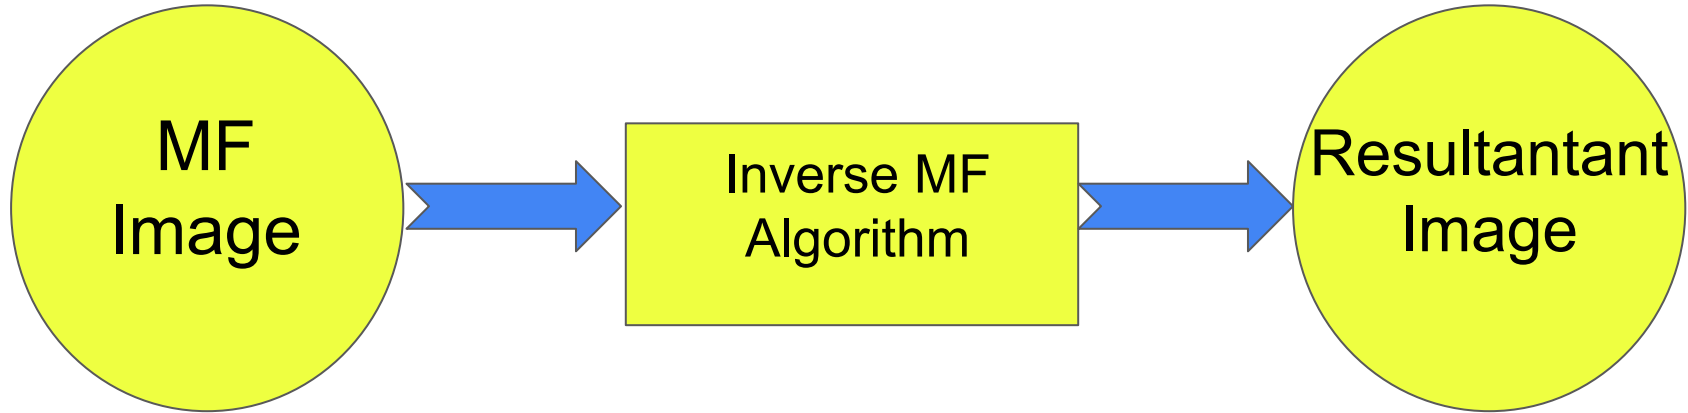 MF
Image
Inverse MF
Algorithm
Resultantant
Image